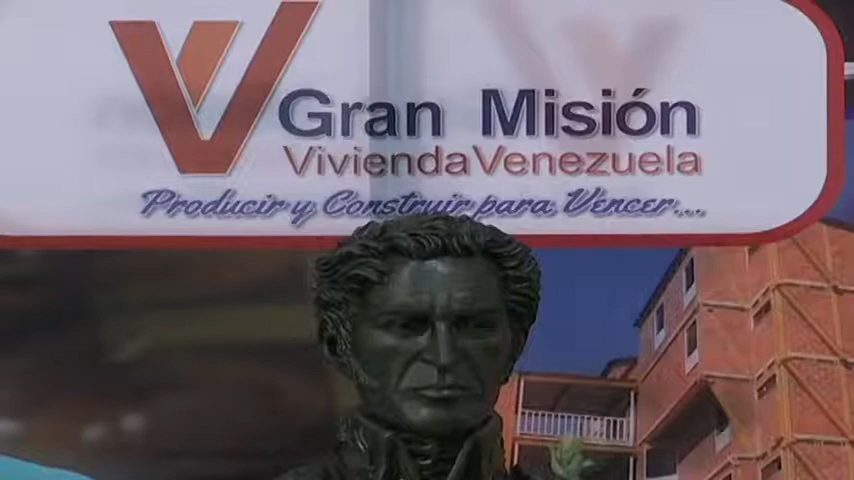 Gran Misión
Vivienda Venezuela
Producir y Construir para Vencer....